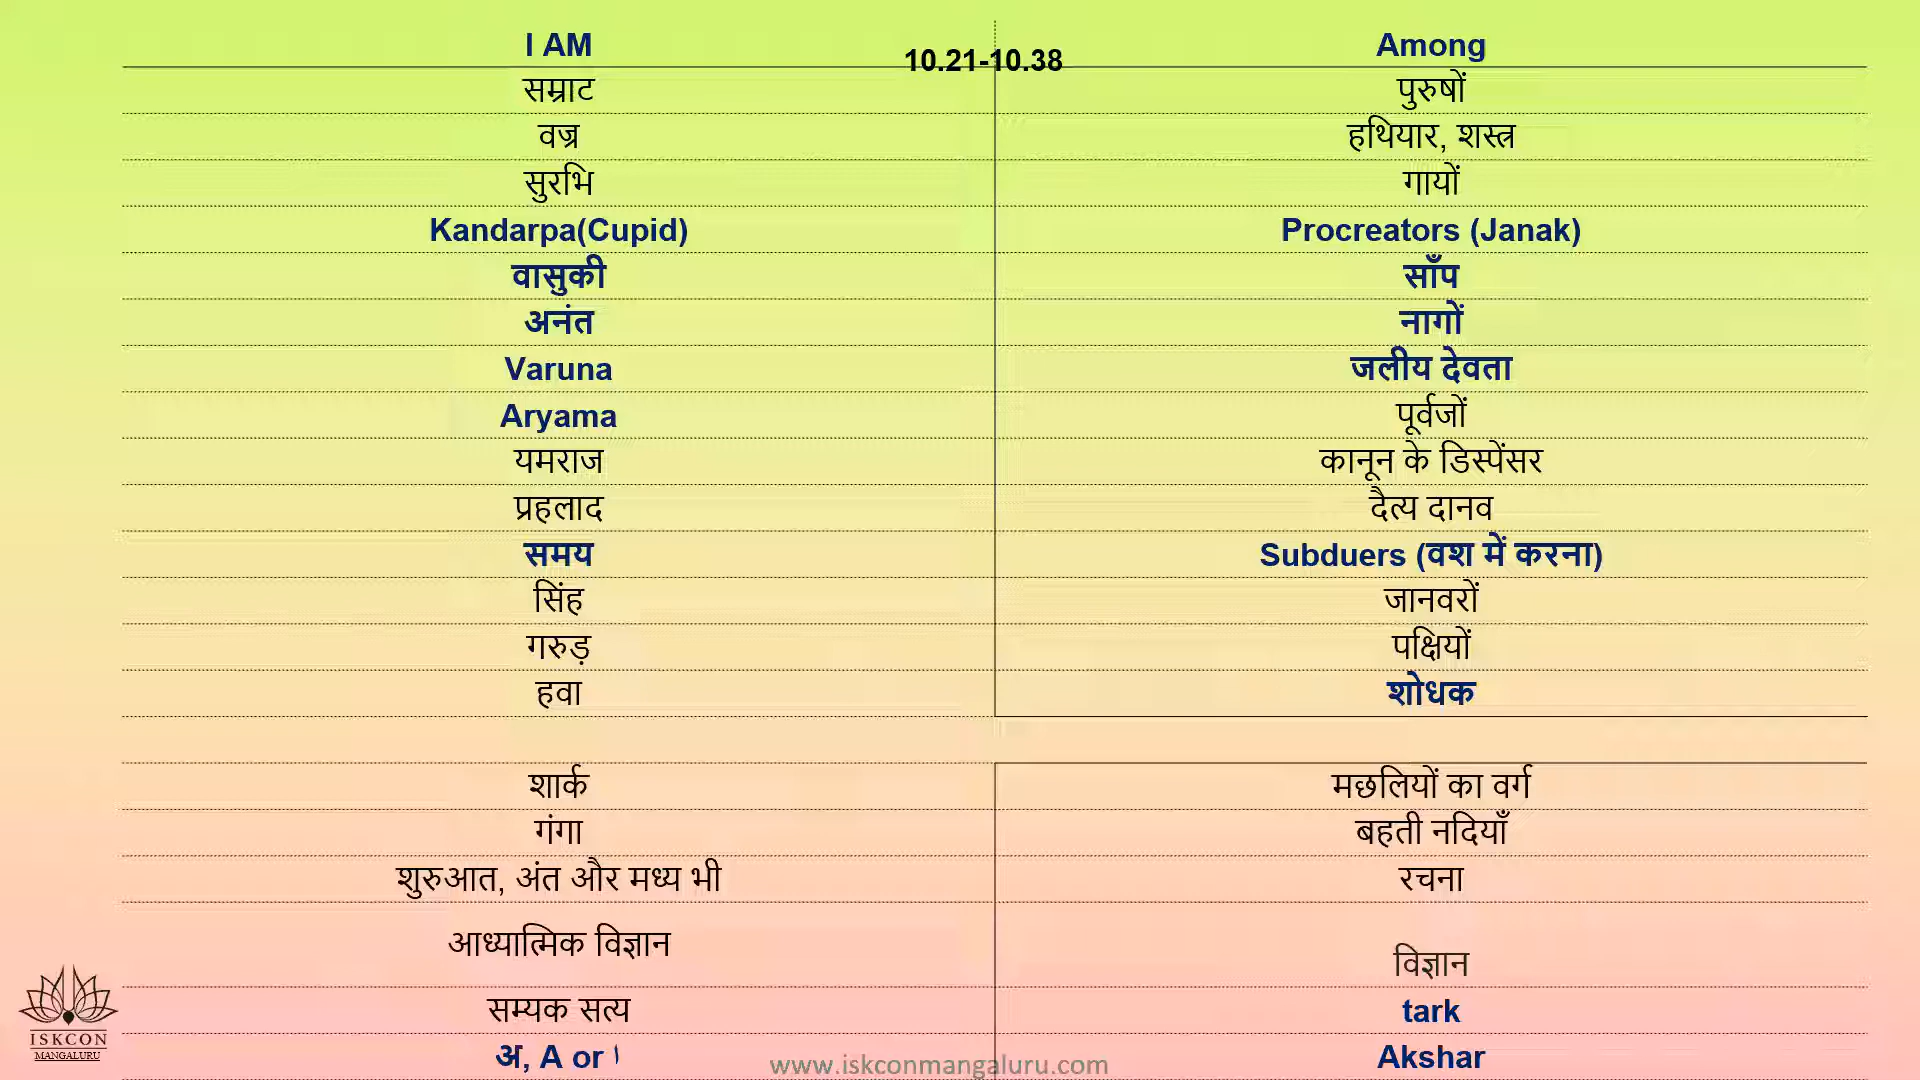 I AM 10.21-10.38 Among
सम्राट पुरुषों
वज्र हथियार, शस्त्र
सुरभि गायों
Kandarpa(Cupid) Procreators (Janak)
वासुकी साँप
अनंत नागों
Varuna जलीय देवता
Aryama पूर्वजों
यमराज कानून के डिस्पेंसर
प्रहलाद दैत्य दानव
समय Subduers (वश में करना)
सिंह जानवरों
गरुड़ पक्षियों
हवा शोधक
शार्क मछलियों का वर्ग
गंगा बहती नदियाँ
शुरुआत, अंत और मध्य भी रचना
आध्यात्मिक विज्ञान विज्ञान
सम्यक सत्य tark
अ, A or ا Akshar
ISKCON
MANGALURU
www.iskconmangaluru.com